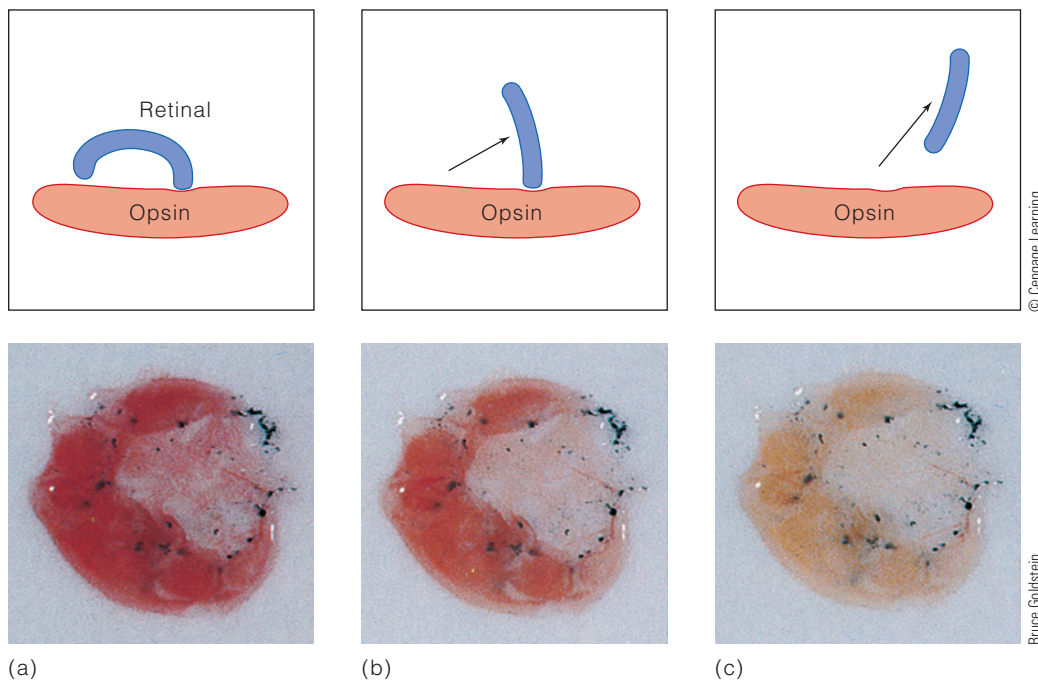 Retinal
Opsin
Opsin
Opsin
© Cengage Learning
Bruce Goldstein
(a)
(b)
(c)